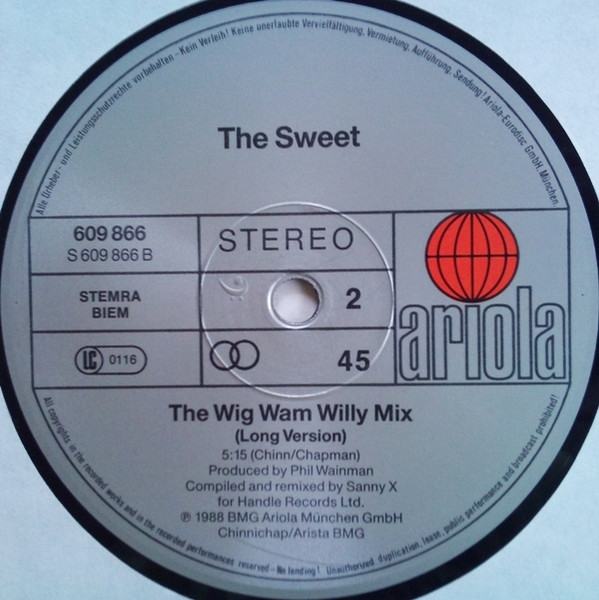 Alle Urheber- und Leistungsschutzrechte vorbehalten - Kein Verleih! Keine unerlaubte Vervielfältigung, Vermietung, Aufführung, Sendung! Ariola-Eurodisc GmbH, München.
The Sweet
609 866
S 609 866 B
STEREO
STEMRA
BIEM
2
LC 0116
45
ariola
The Wig Wam Willy Mix
(Long Version)
5:15 (Chinn/Chapman)
Produced by Phil Wainman
Compiled and remixed by Sanny X
for Handle Records Ltd.
℗ 1988 BMG Ariola München GmbH
Chinnichap/Arista BMG
All copyrights in the recorded works and in the recorded performances reserved - No lending! Unauthorized duplication, lease, public performance and broadcast prohibited!